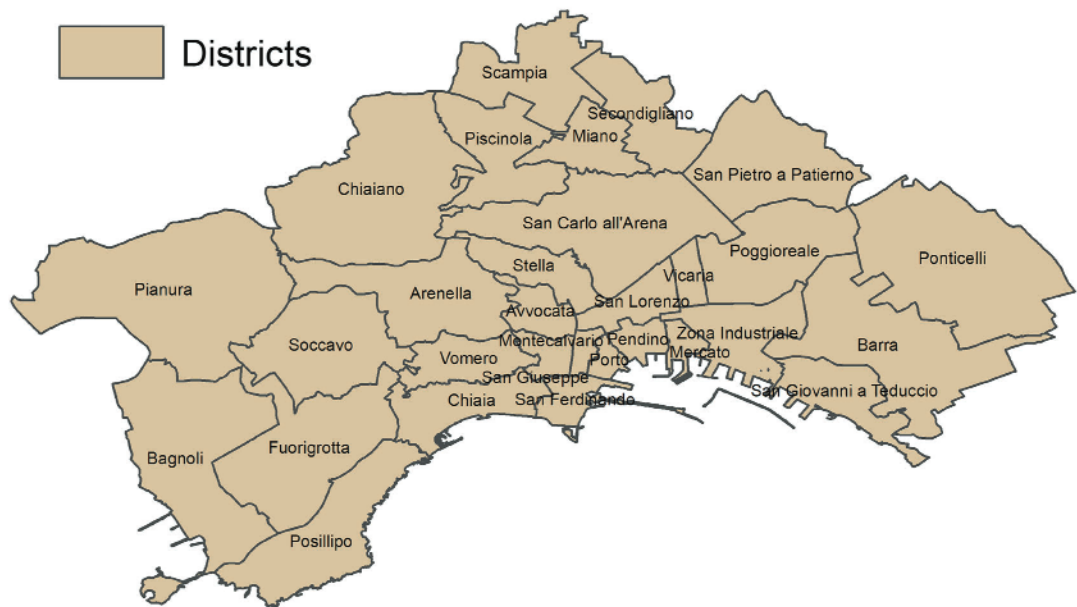 Districts
Scampia
Secondigliano
Piscinola
Miano
San Pietro a Patierno
Chiaiano
San Carlo all'Arena
Poggioreale
Ponticelli
Stella
Vicaria
Pianura
Arenella
San Lorenzo
Avvocata
Zona Industriale
Soccavo
Montecalvario
Pendino
Barra
Vomero
Porto
Mercato
San Giuseppe
San Giovanni a Teduccio
Chiaia
San Ferdinando
Fuorigrotta
Bagnoli
Posillipo